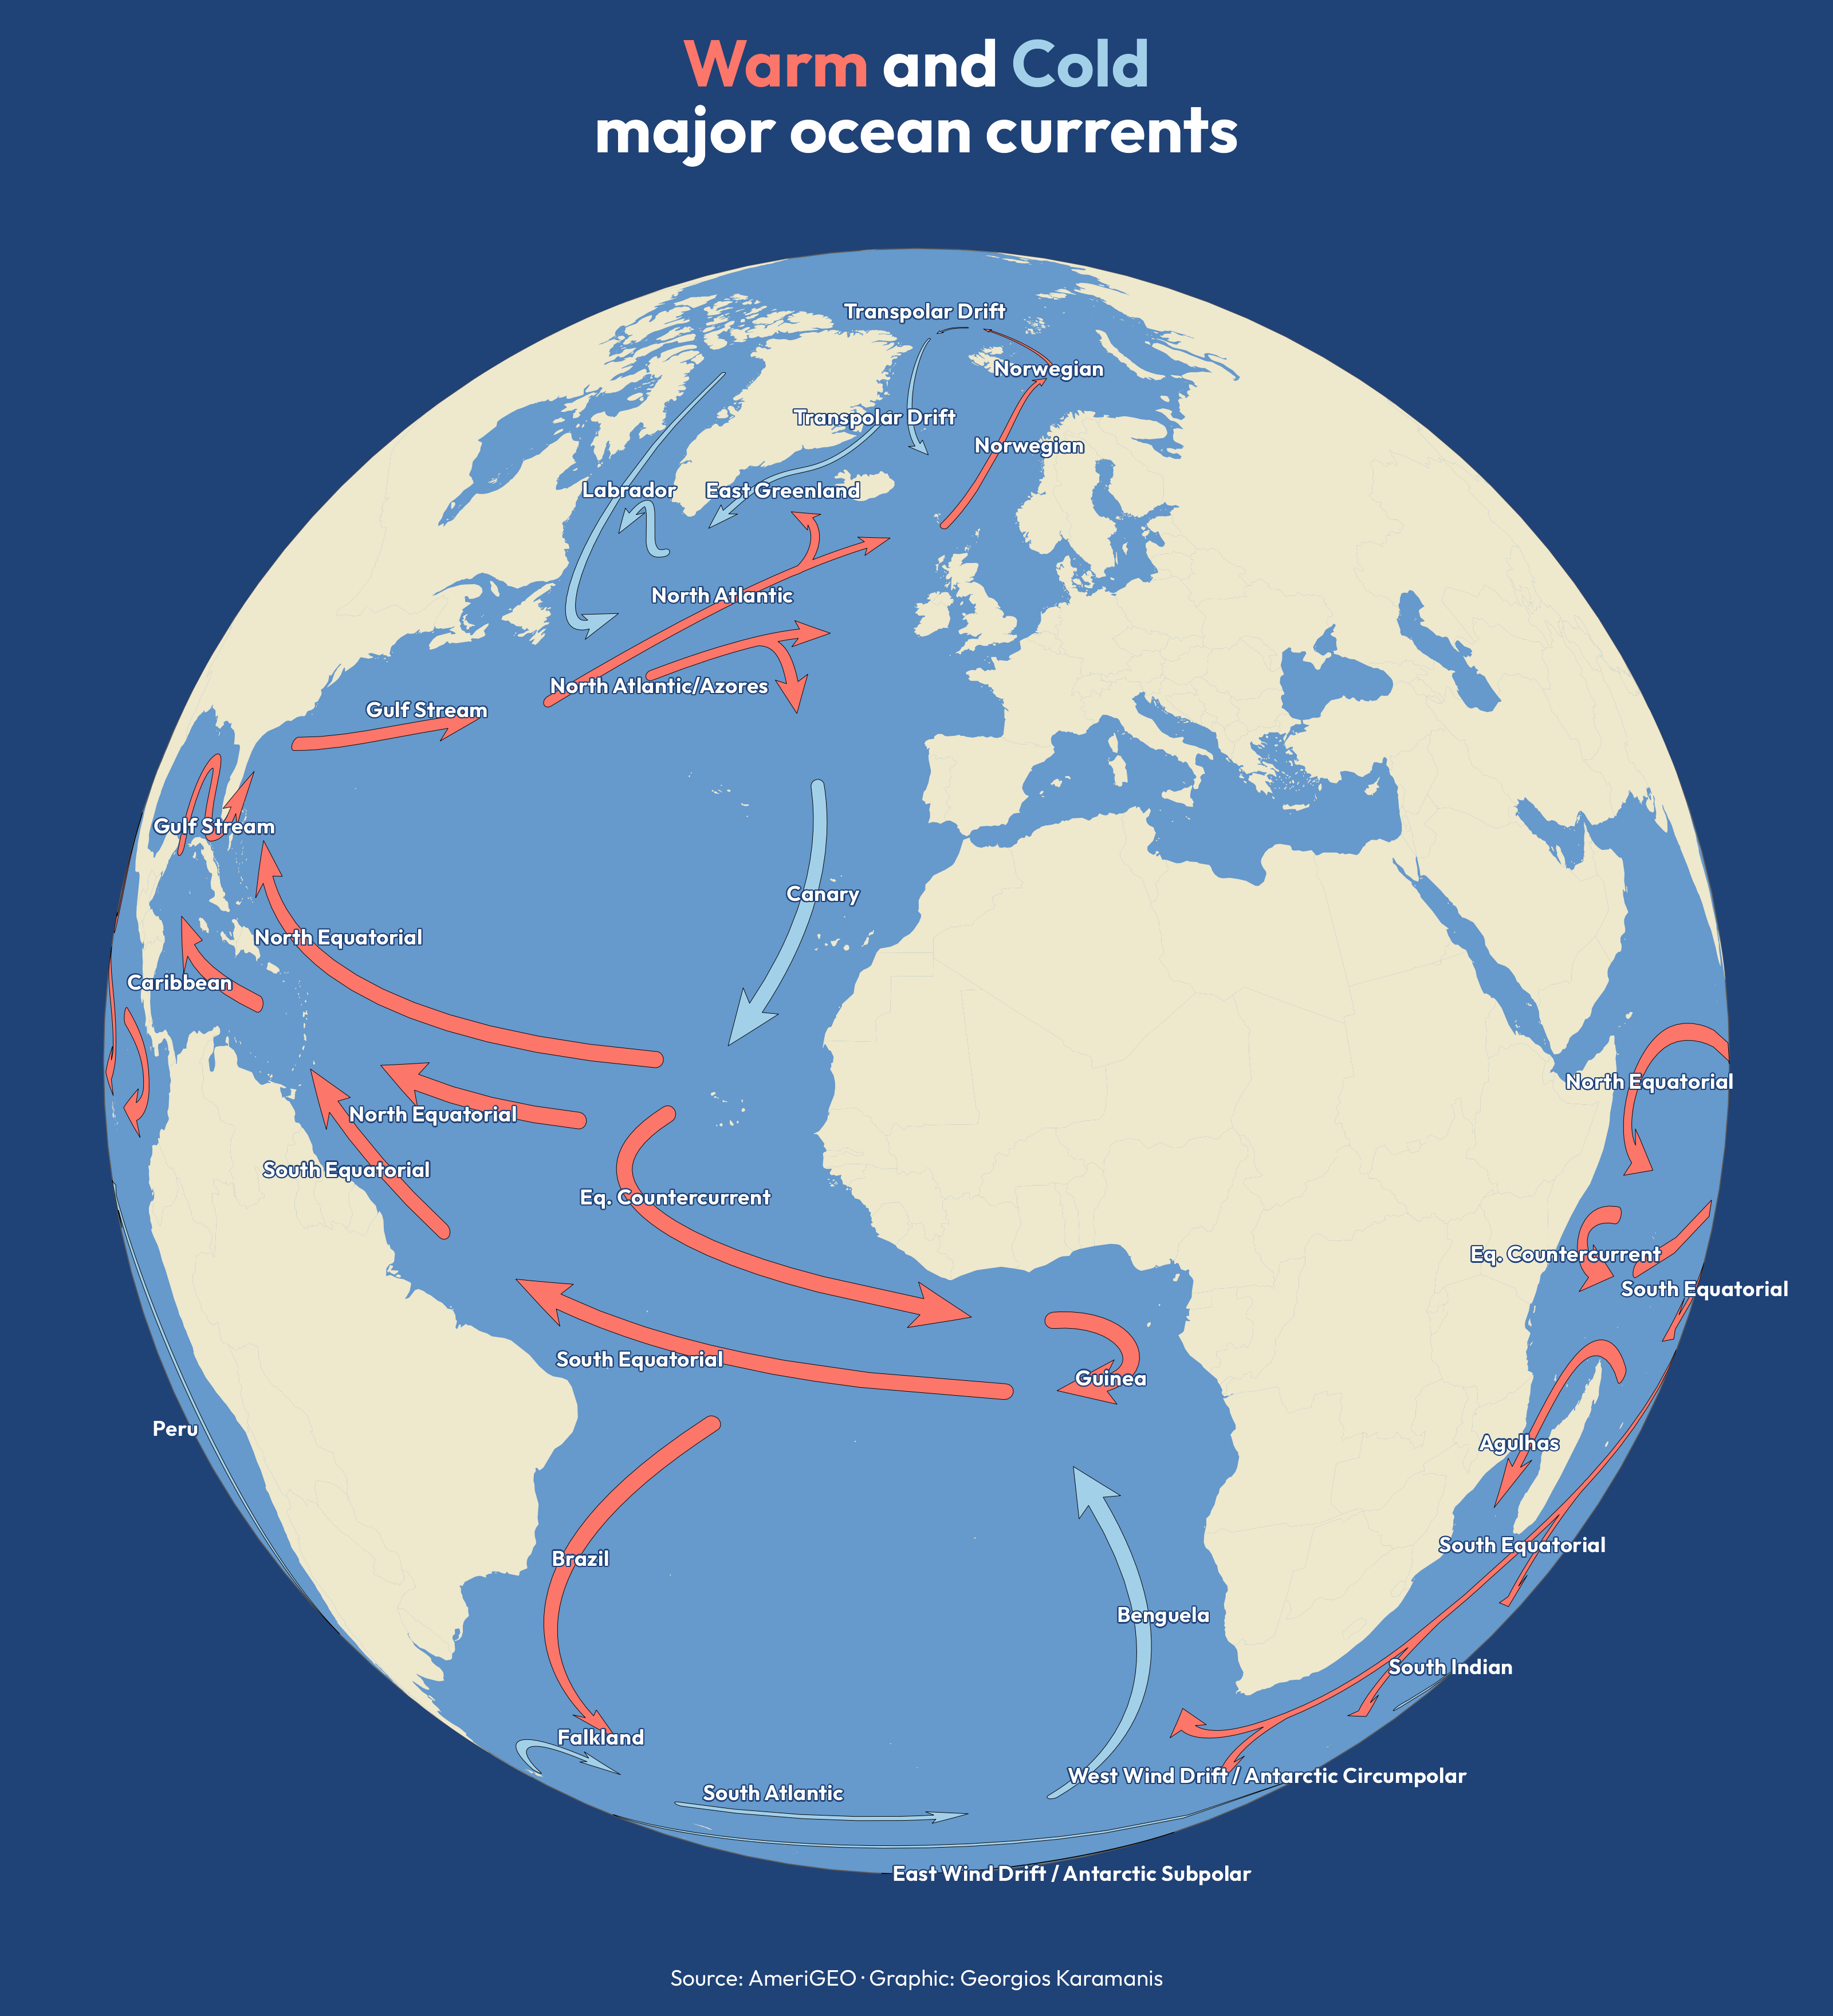 Warm and Cold
major ocean currents
Transpolar Drift
Norwegian
Transpolar Drift
Norwegian
Labrador
East Greenland
North Atlantic
North Atlantic/Azores
Gulf Stream
Gulf Stream
Canary
North Equatorial
Caribbean
North Equatorial
North Equatorial
South Equatorial
Eq. Countercurrent
Eq. Countercurrent
South Equatorial
South Equatorial
Guinea
Peru
Agulhas
South Equatorial
Brazil
Benguela
South Indian
Falkland
West Wind Drift / Antarctic Circumpolar
South Atlantic
East Wind Drift / Antarctic Subpolar
Source: AmeriGEO · Graphic: Georgios Karamanis